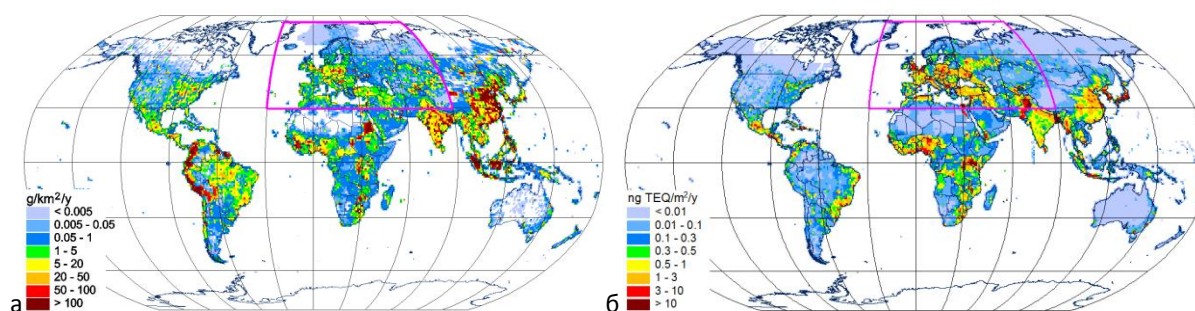 g/km²/y
< 0.005
0.005 - 0.05
0.05 - 1
1 - 5
5 - 20
20 - 50
50 - 100
> 100
а
ng TEQ/m²/y
< 0.01
0.01 - 0.1
0.1 - 0.3
0.3 - 0.5
0.5 - 1
1 - 3
3 - 10
> 10
б